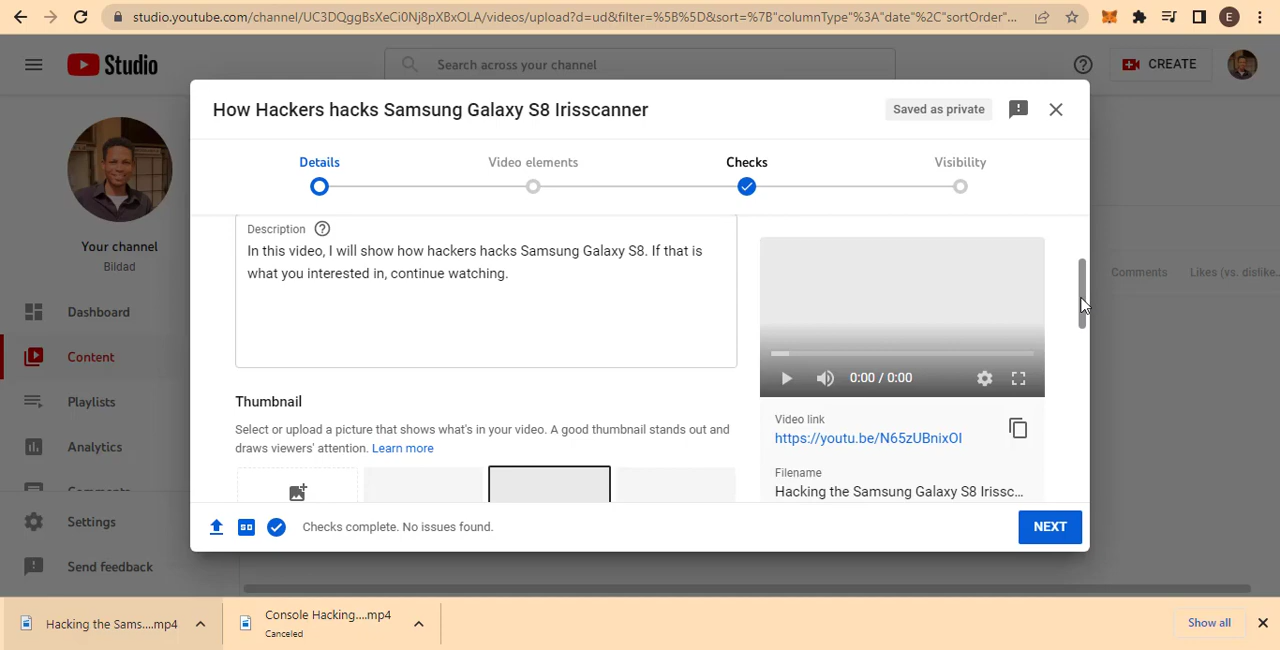 studio.youtube.com/channel/UC3DQggBsXeCi0Nj8pXBxOLA/videos/upload?d=ud&filter=%5B%5D&sort=%7B"columnType"%3A"date"%2C"sortOrder"...
E
Studio
Search across your channel
CREATE
How Hackers hacks Samsung Galaxy S8 Irisscanner
Saved as private
Details
Video elements
Checks
Visibility
Your channel
Bildad
Dashboard
Content
Playlists
Analytics
Comments
Settings
Send feedback
Description
In this video, I will show how hackers hacks Samsung Galaxy S8. If that is
what you interested in, continue watching.
Thumbnail
Select or upload a picture that shows what's in your video. A good thumbnail stands out and
draws viewers' attention. Learn more
0:00 / 0:00
Video link
https://youtu.be/N65zUBnixOI
Filename
Hacking the Samsung Galaxy S8 Irissc...
Comments
Likes (vs. dislike...
SD
Checks complete. No issues found.
NEXT
Hacking the Sams....mp4
Console Hacking....mp4
Canceled
Show all